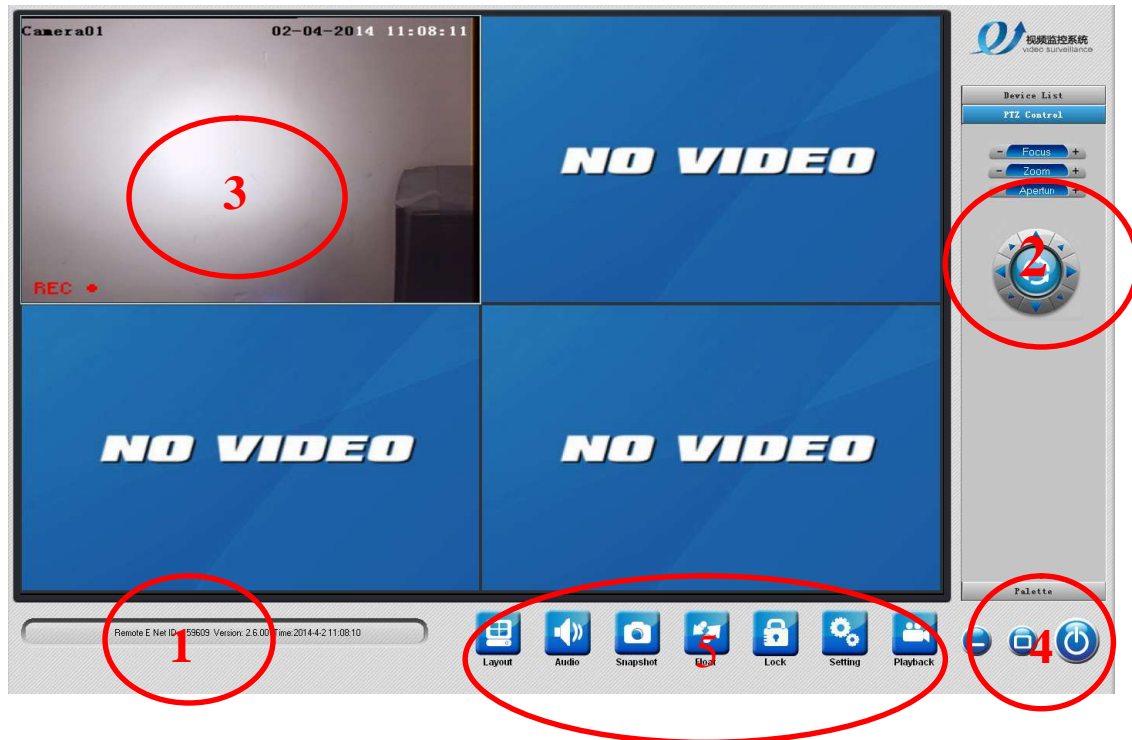 Camera01 02-04-2014 11:08:11
3
REC
NO VIDEO
NO VIDEO
NO VIDEO
视频监控系统
video surveillance
Device List
PTZ Control
- Focus +
- Zoom +
Apertun +
2
Palette
Remote E Net ID: 59609 Version: 2.6.00 Time:2014-4-2 11:08:10
1
Layout Audio Snapshot Float Lock Setting Playback
5
4